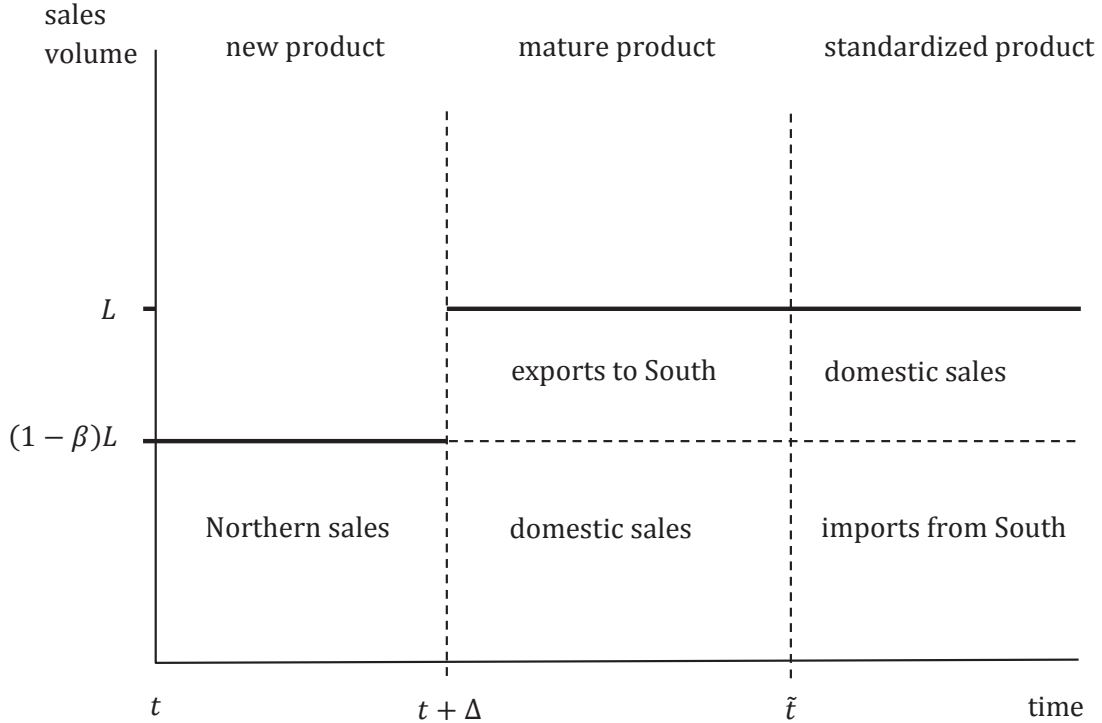 sales
volume
new product
mature product
standardized product
L
exports to South
domestic sales
(1 − β)L
Northern sales
domestic sales
imports from South
t
t + Δ
t̃
time